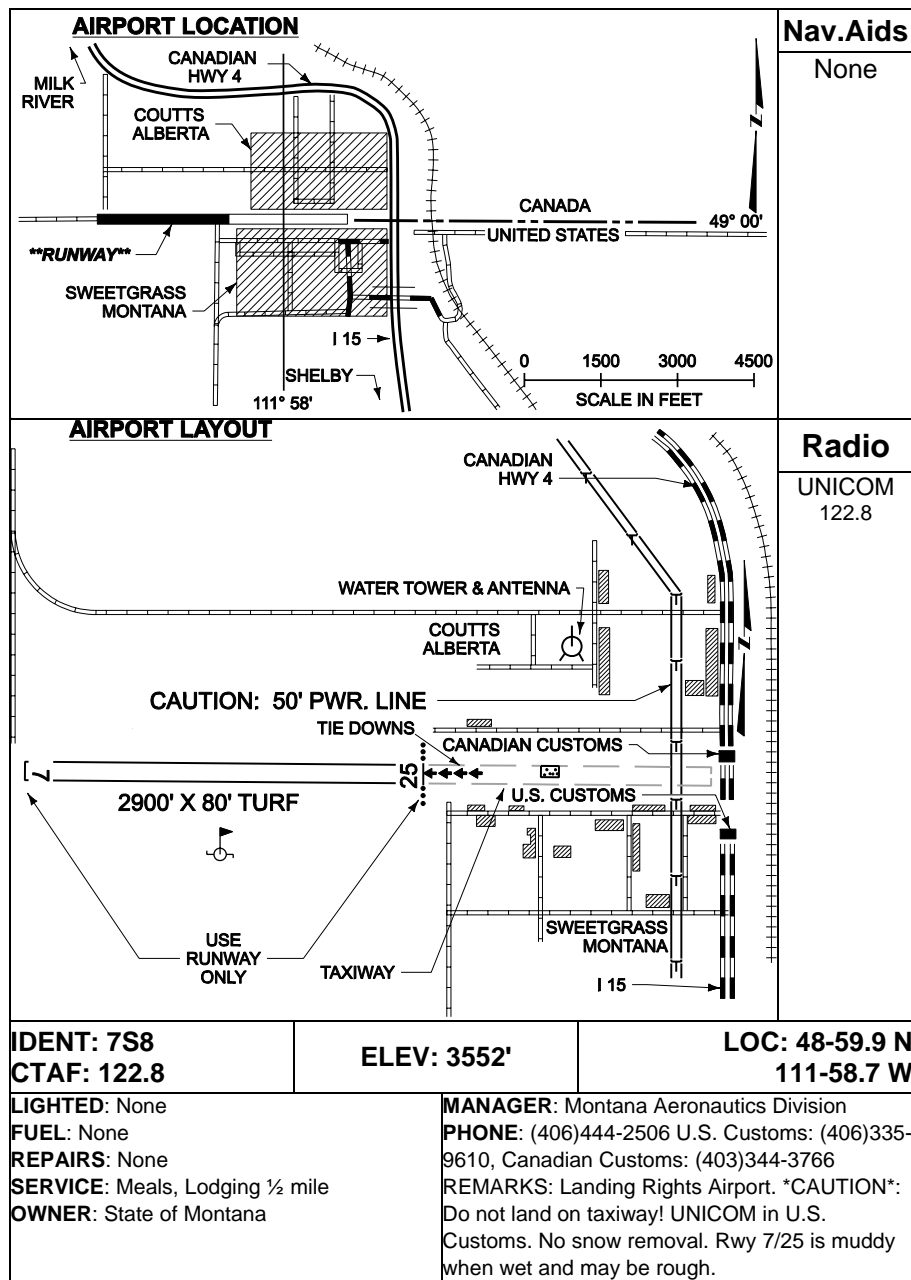 AIRPORT LOCATION
Nav.Aids
None
CANADIAN
HWY 4
MILK
RIVER
COUTTS
ALBERTA
N
CANADA
49° 00'
UNITED STATES
**RUNWAY**
SWEETGRASS
MONTANA
I 15
SHELBY
111° 58'
0 1500 3000 4500
SCALE IN FEET
AIRPORT LAYOUT
Radio
UNICOM
122.8
CANADIAN
HWY 4
WATER TOWER & ANTENNA
COUTTS
ALBERTA
N
CAUTION: 50' PWR. LINE
TIE DOWNS
CANADIAN CUSTOMS
7
25
2900' X 80' TURF
U.S. CUSTOMS
USE
RUNWAY
ONLY
TAXIWAY
SWEETGRASS
MONTANA
I 15
IDENT: 7S8
CTAF: 122.8
ELEV: 3552'
LOC: 48-59.9 N
111-58.7 W
LIGHTED: None
FUEL: None
REPAIRS: None
SERVICE: Meals, Lodging ½ mile
OWNER: State of Montana
MANAGER: Montana Aeronautics Division
PHONE: (406)444-2506 U.S. Customs: (406)335-
9610, Canadian Customs: (403)344-3766
REMARKS: Landing Rights Airport. *CAUTION*:
Do not land on taxiway! UNICOM in U.S.
Customs. No snow removal. Rwy 7/25 is muddy
when wet and may be rough.